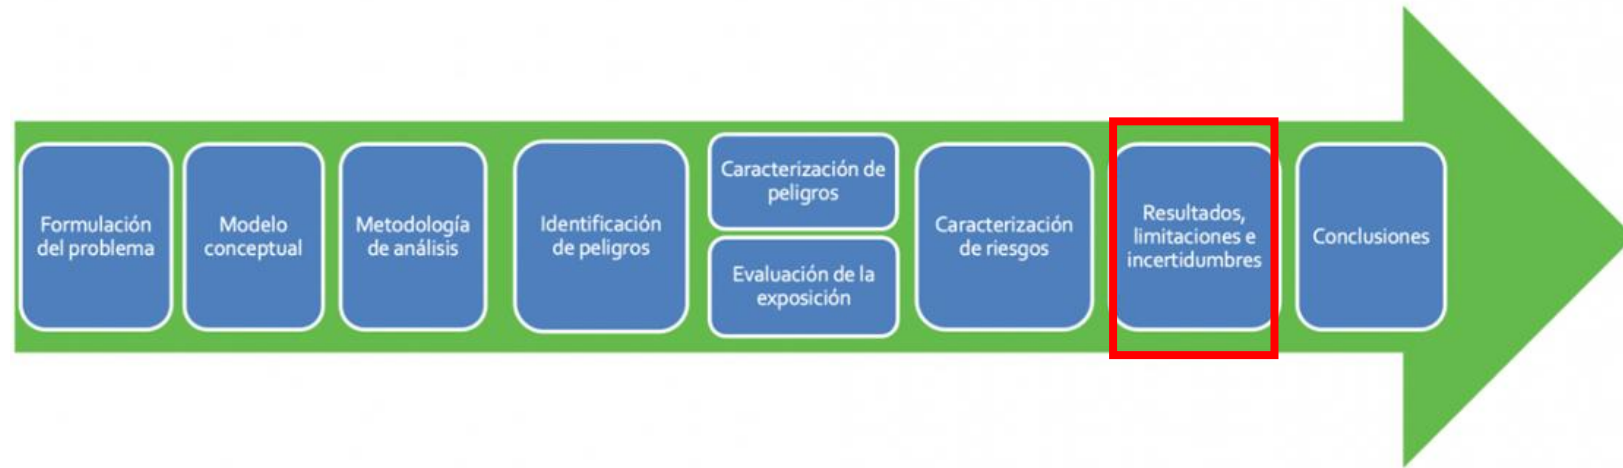 Formulación
del problema
Modelo
conceptual
Metodología
de análisis
Identificación
de peligros
Caracterización de
peligros
Evaluación de la
exposición
Caracterización
de riesgos
Resultados,
limitaciones e
incertidumbres
Conclusiones